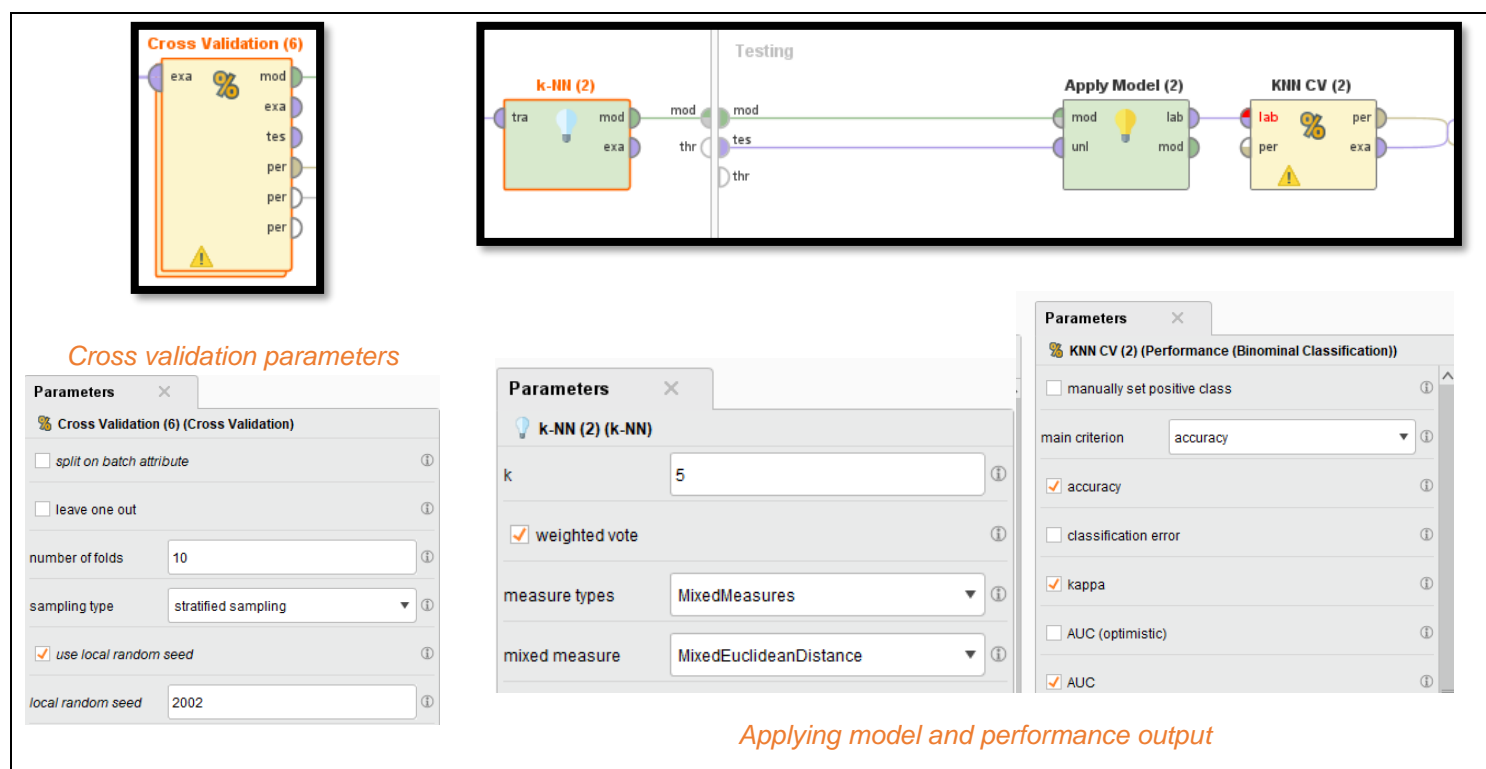 Cross Validation (6)
exa
mod
exa
tes
per
per
per
Testing
k-NN (2)
tra
mod
exa
mod
thr
mod
tes
thr
Apply Model (2)
mod
unl
lab
mod
KNN CV (2)
lab
per
per
exa
Cross validation parameters
Parameters
Cross Validation (6) (Cross Validation)
split on batch attribute
leave one out
number of folds 10
sampling type stratified sampling
use local random seed
local random seed 2002
Parameters
k-NN (2) (k-NN)
k 5
weighted vote
measure types MixedMeasures
mixed measure MixedEuclideanDistance
Parameters
KNN CV (2) (Performance (Binominal Classification))
manually set positive class
main criterion accuracy
accuracy
classification error
kappa
AUC (optimistic)
AUC
Applying model and performance output